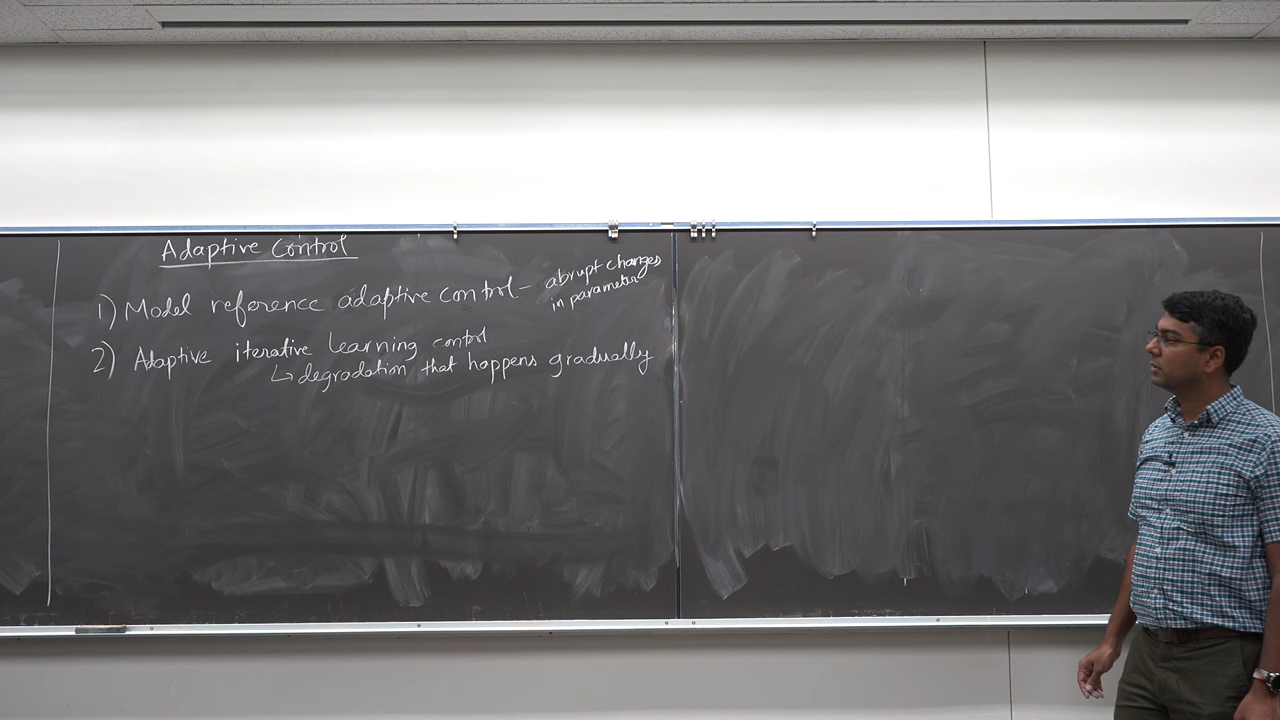 Adaptive Control
1) Model reference adaptive control - abrupt changes
in parameter
2) Adaptive iterative learning control
↳ degradation that happens gradually